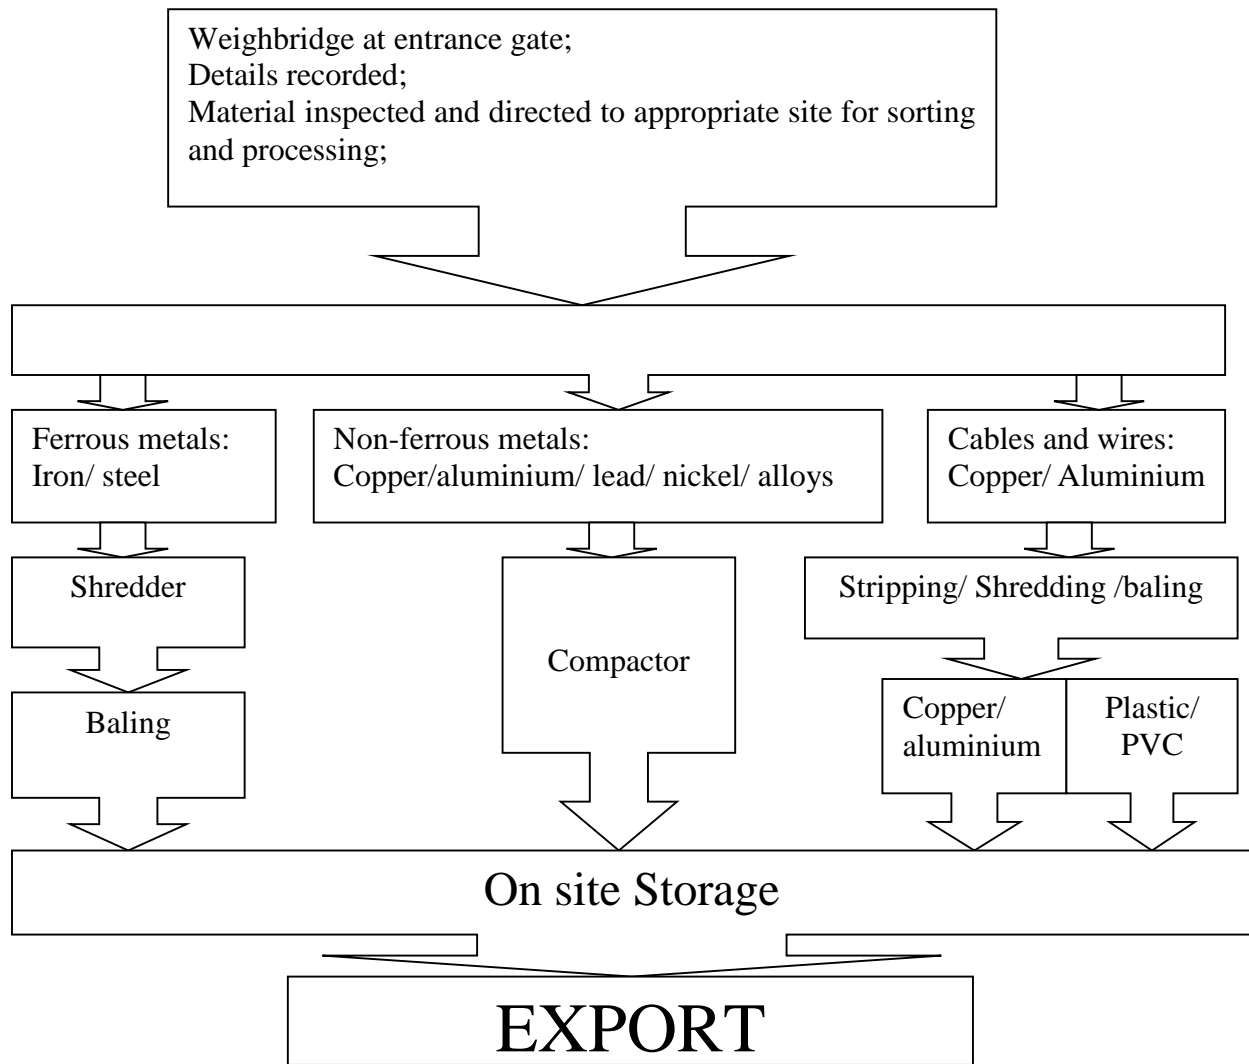 Weighbridge at entrance gate;
Details recorded;
Material inspected and directed to appropriate site for sorting
and processing;
Ferrous metals:
Iron/ steel
Non-ferrous metals:
Copper/aluminium/ lead/ nickel/ alloys
Cables and wires:
Copper/ Aluminium
Shredder
Compactor
Stripping/ Shredding /baling
Baling
Copper/
aluminium
Plastic/
PVC
On site Storage
EXPORT